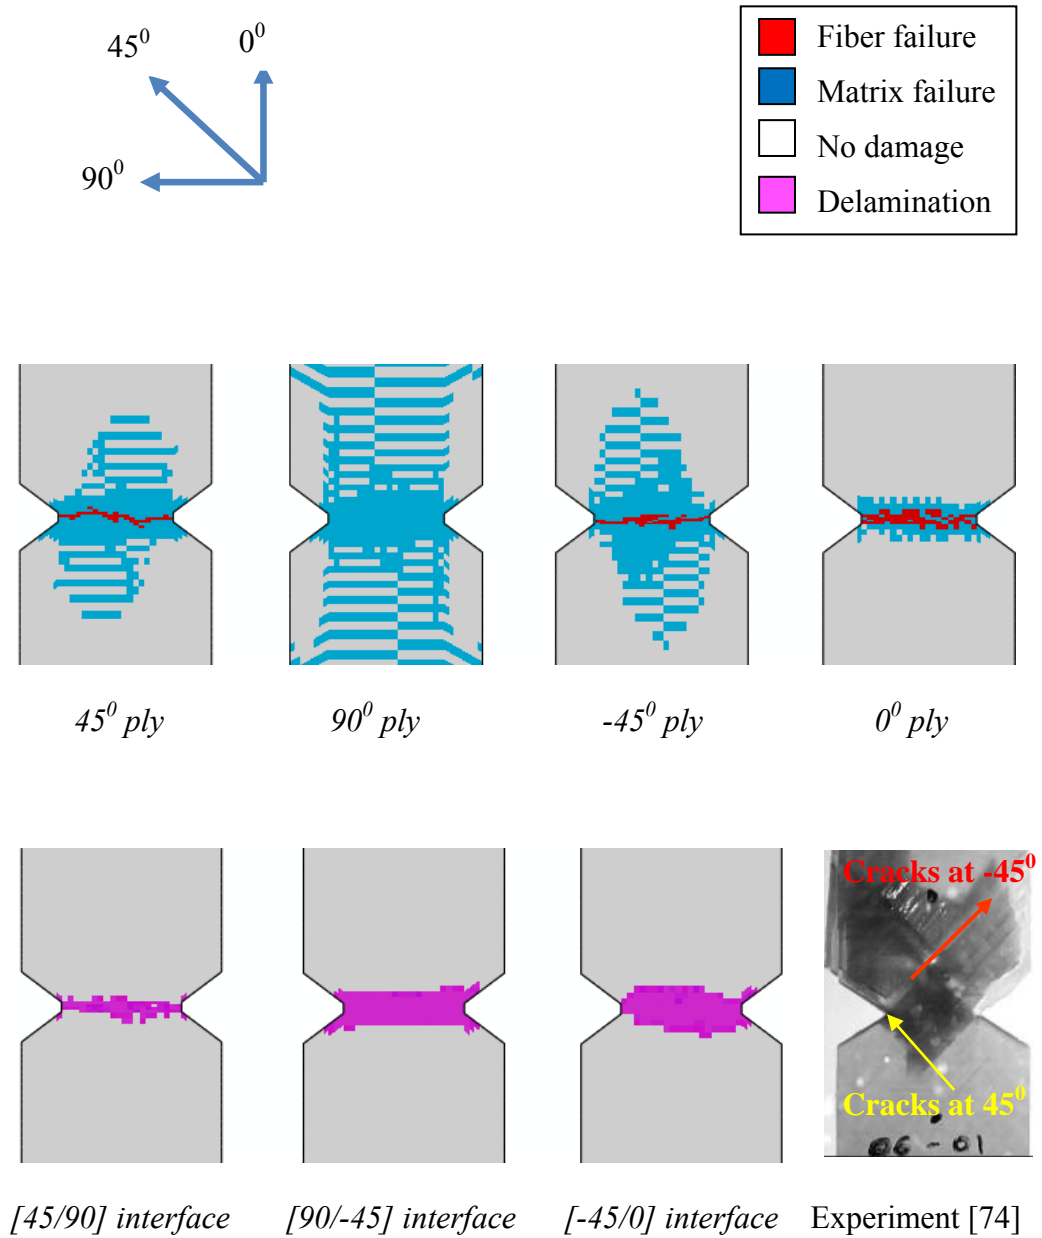 45⁰
0⁰
90⁰
Fiber failure
Matrix failure
No damage
Delamination
45⁰ ply
90⁰ ply
-45⁰ ply
0⁰ ply
Cracks at -45⁰
Cracks at 45⁰
06-01
[45/90] interface
[90/-45] interface
[-45/0] interface
Experiment [74]